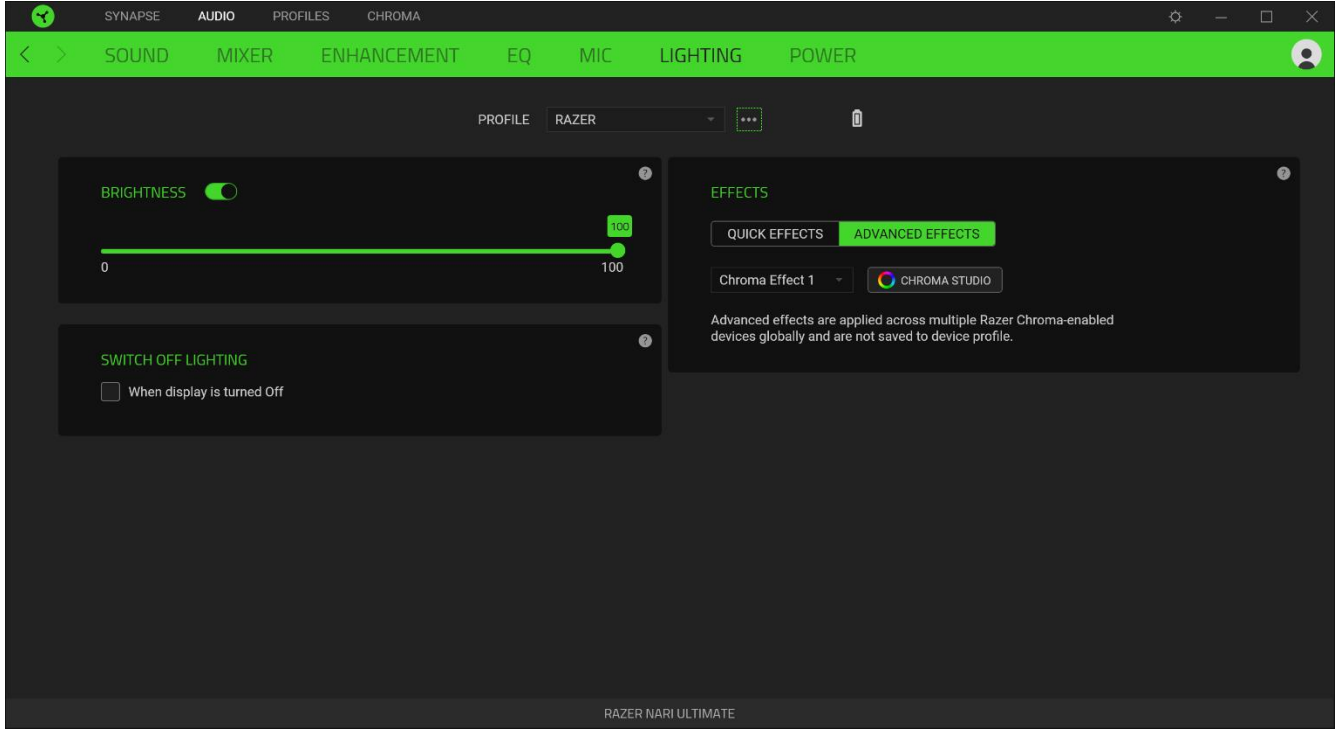 SYNAPSE AUDIO PROFILES CHROMA
SOUND MIXER ENHANCEMENT EQ MIC LIGHTING POWER
PROFILE RAZER
BRIGHTNESS
100
0 100
SWITCH OFF LIGHTING
When display is turned Off
EFFECTS
QUICK EFFECTS ADVANCED EFFECTS
Chroma Effect 1 CHROMA STUDIO
Advanced effects are applied across multiple Razer Chroma-enabled
devices globally and are not saved to device profile.
RAZER NARI ULTIMATE